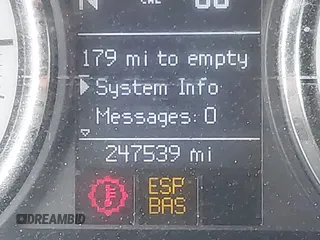 N
179 mi to empty
System Info
Messages: 0
247539 mi
ESP
BAS
DREAMBID